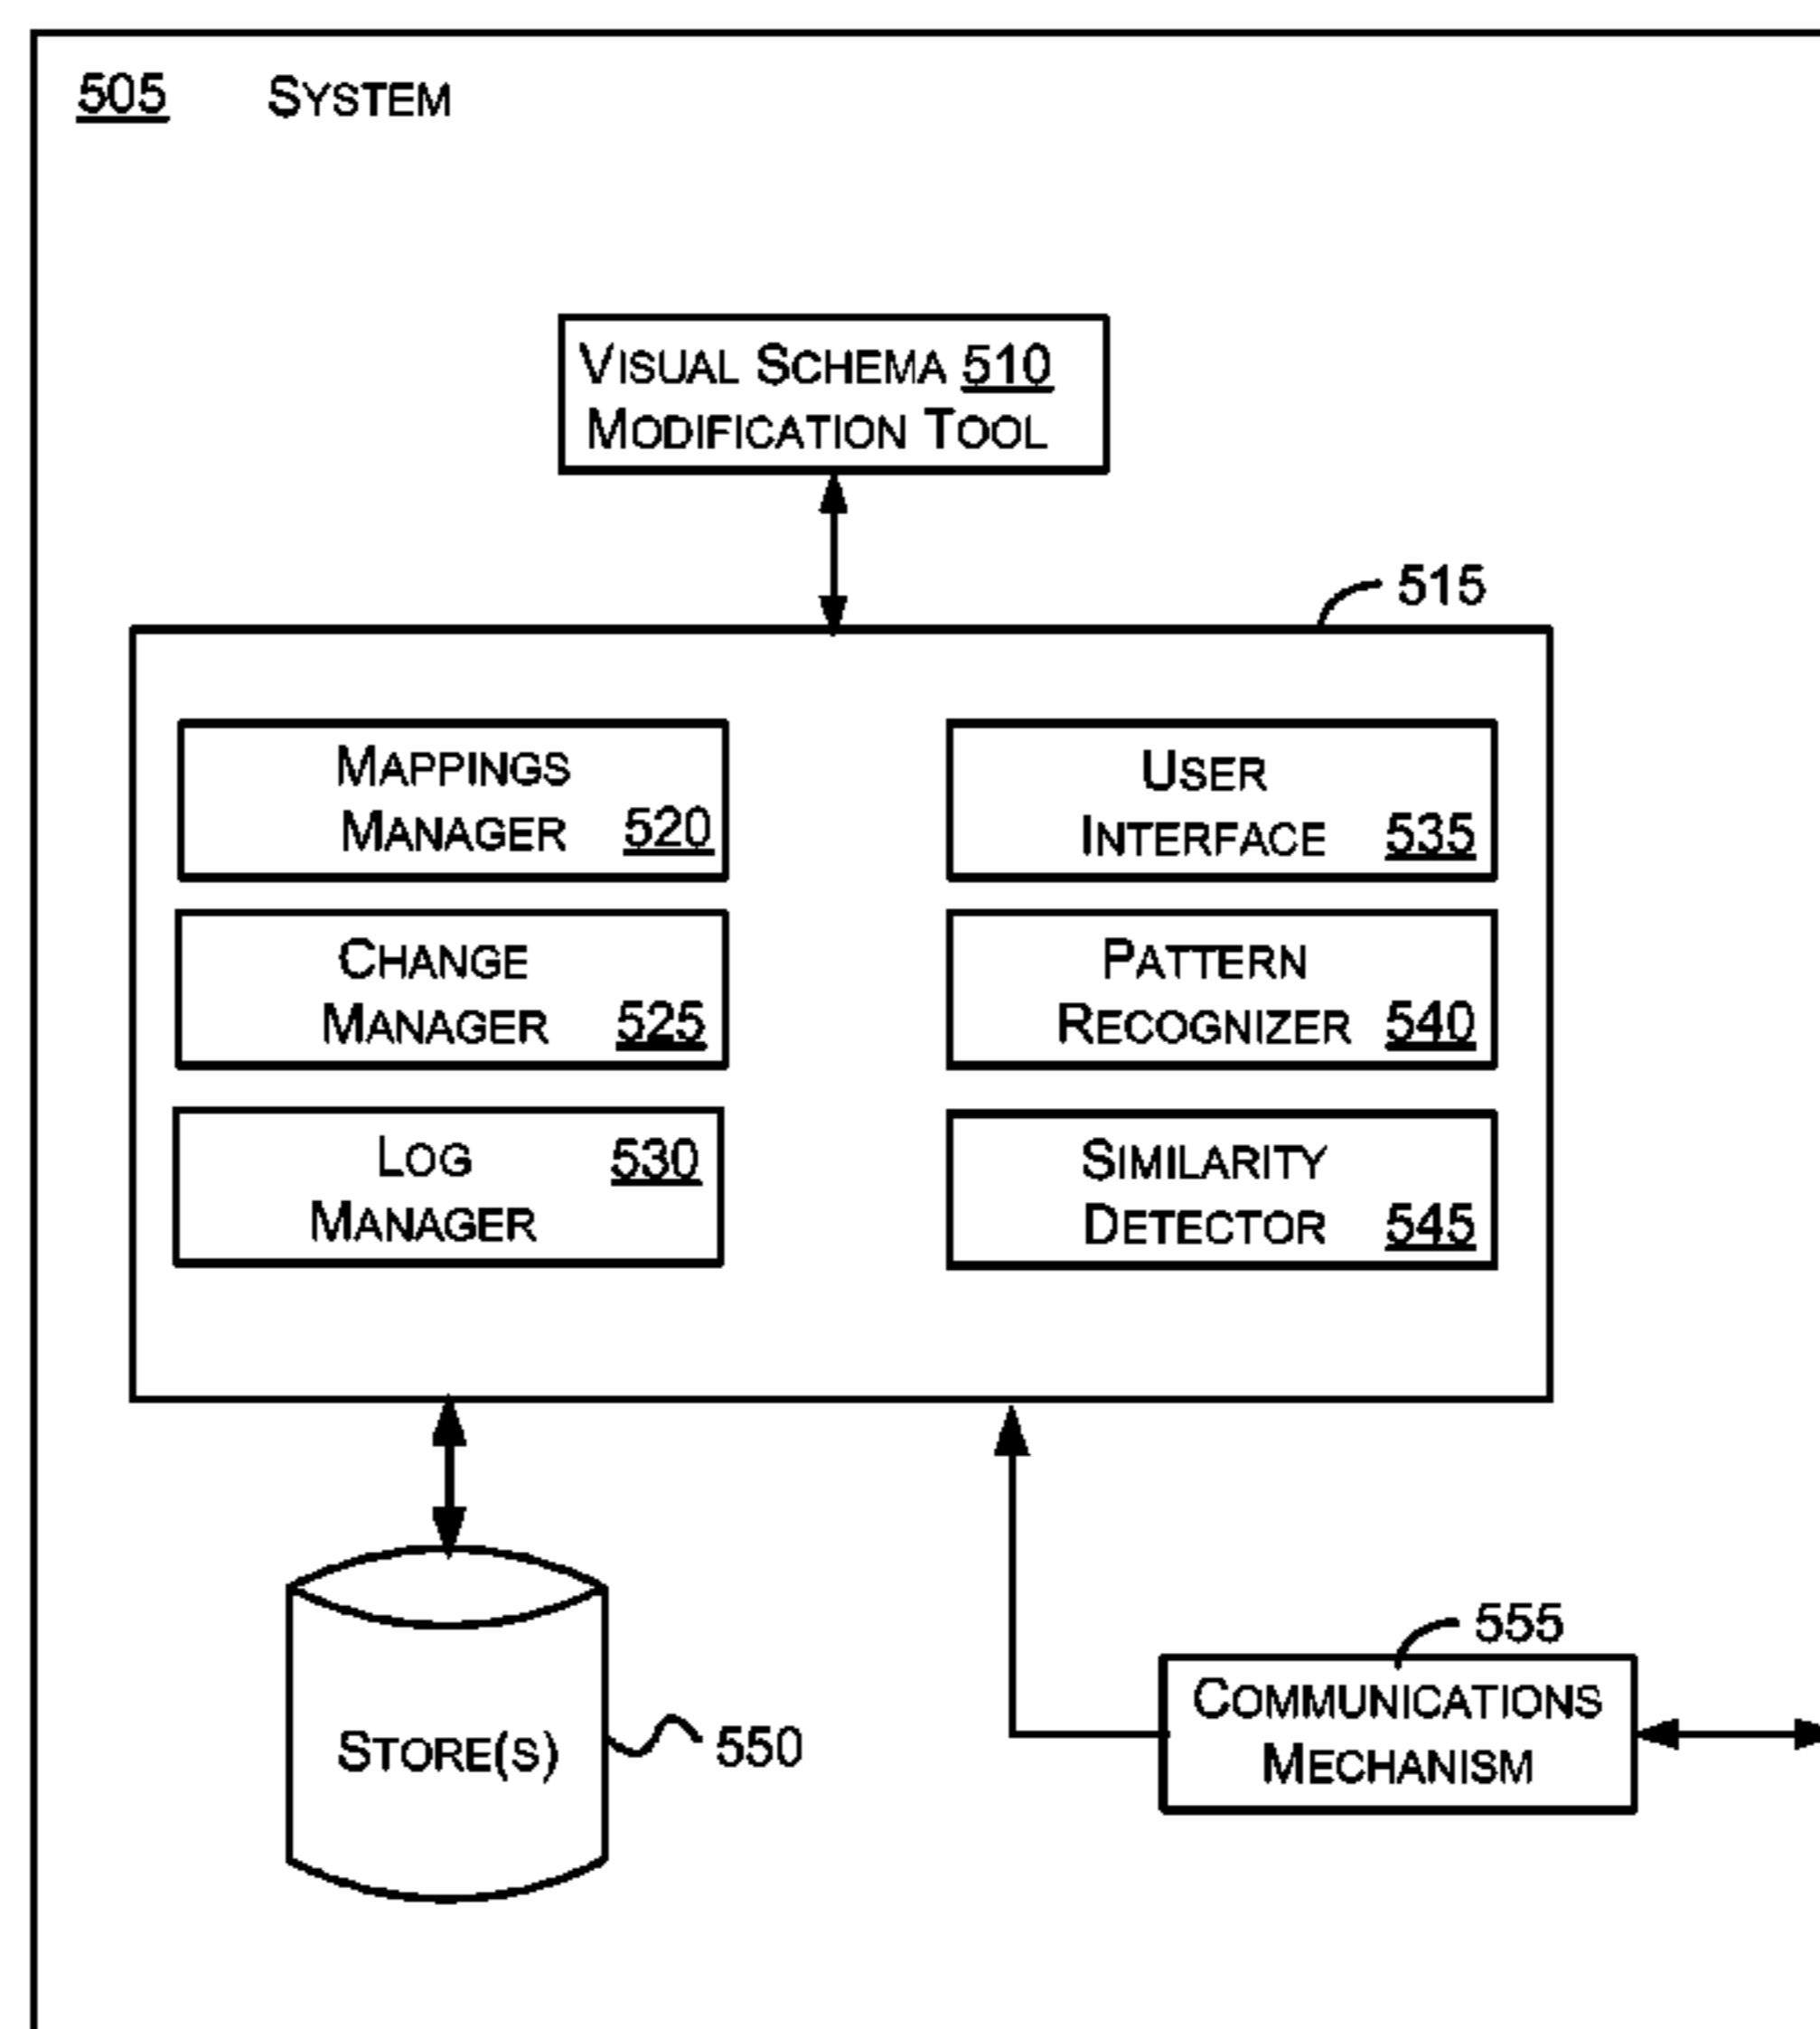 505 SYSTEM
VISUAL SCHEMA 510
MODIFICATION TOOL
515
MAPPINGS
MANAGER 520
USER
INTERFACE 535
CHANGE
MANAGER 525
PATTERN
RECOGNIZER 540
LOG 530
MANAGER
SIMILARITY
DETECTOR 545
STORE(S)
550
555
COMMUNICATIONS
MECHANISM